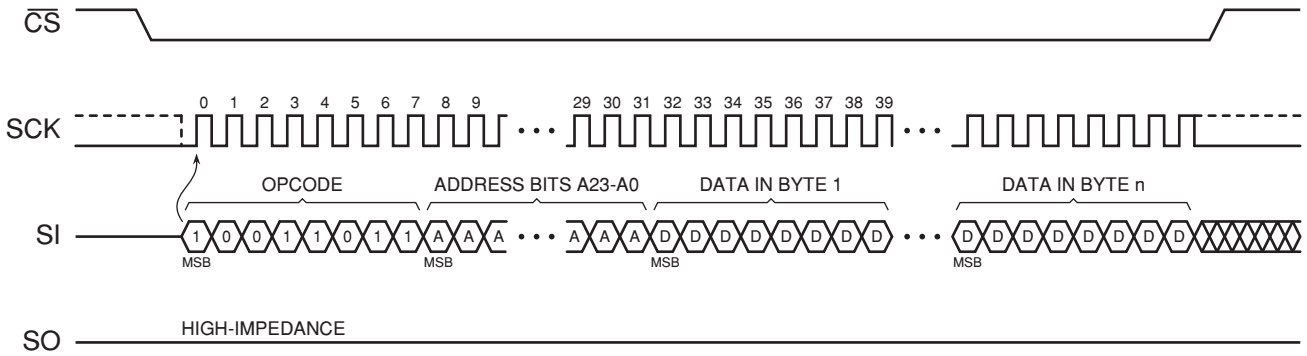 CS
0 1 2 3 4 5 6 7 8 9 29 30 31 32 33 34 35 36 37 38 39
SCK
OPCODE ADDRESS BITS A23-A0 DATA IN BYTE 1 DATA IN BYTE n
SI 1 0 0 1 1 0 1 1 A A A A A A D D D D D D D D D D D D D D D D
MSB MSB MSB MSB
HIGH-IMPEDANCE
SO